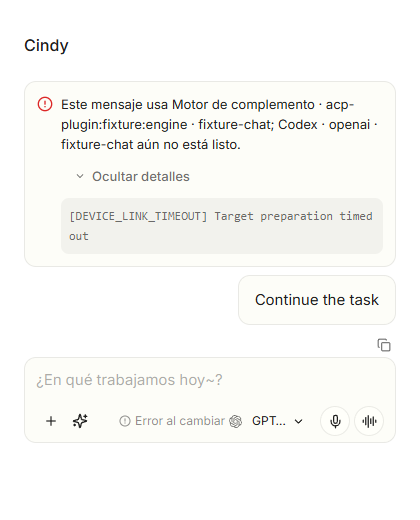 Cindy
Este mensaje usa Motor de complemento · acp-
plugin:fixture:engine · fixture-chat; Codex · openai ·
fixture-chat aún no está listo.
Ocultar detalles
[DEVICE_LINK_TIMEOUT] Target preparation timed
out
Continue the task
¿En qué trabajamos hoy~?
Error al cambiar GPT...